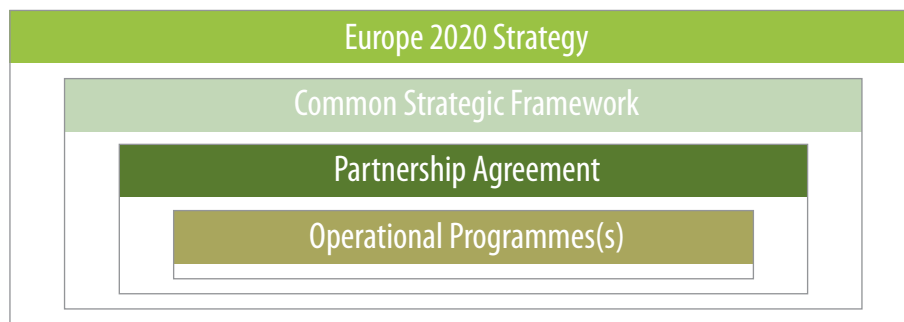 Europe 2020 Strategy
Common Strategic Framework
Partnership Agreement
Operational Programmes(s)